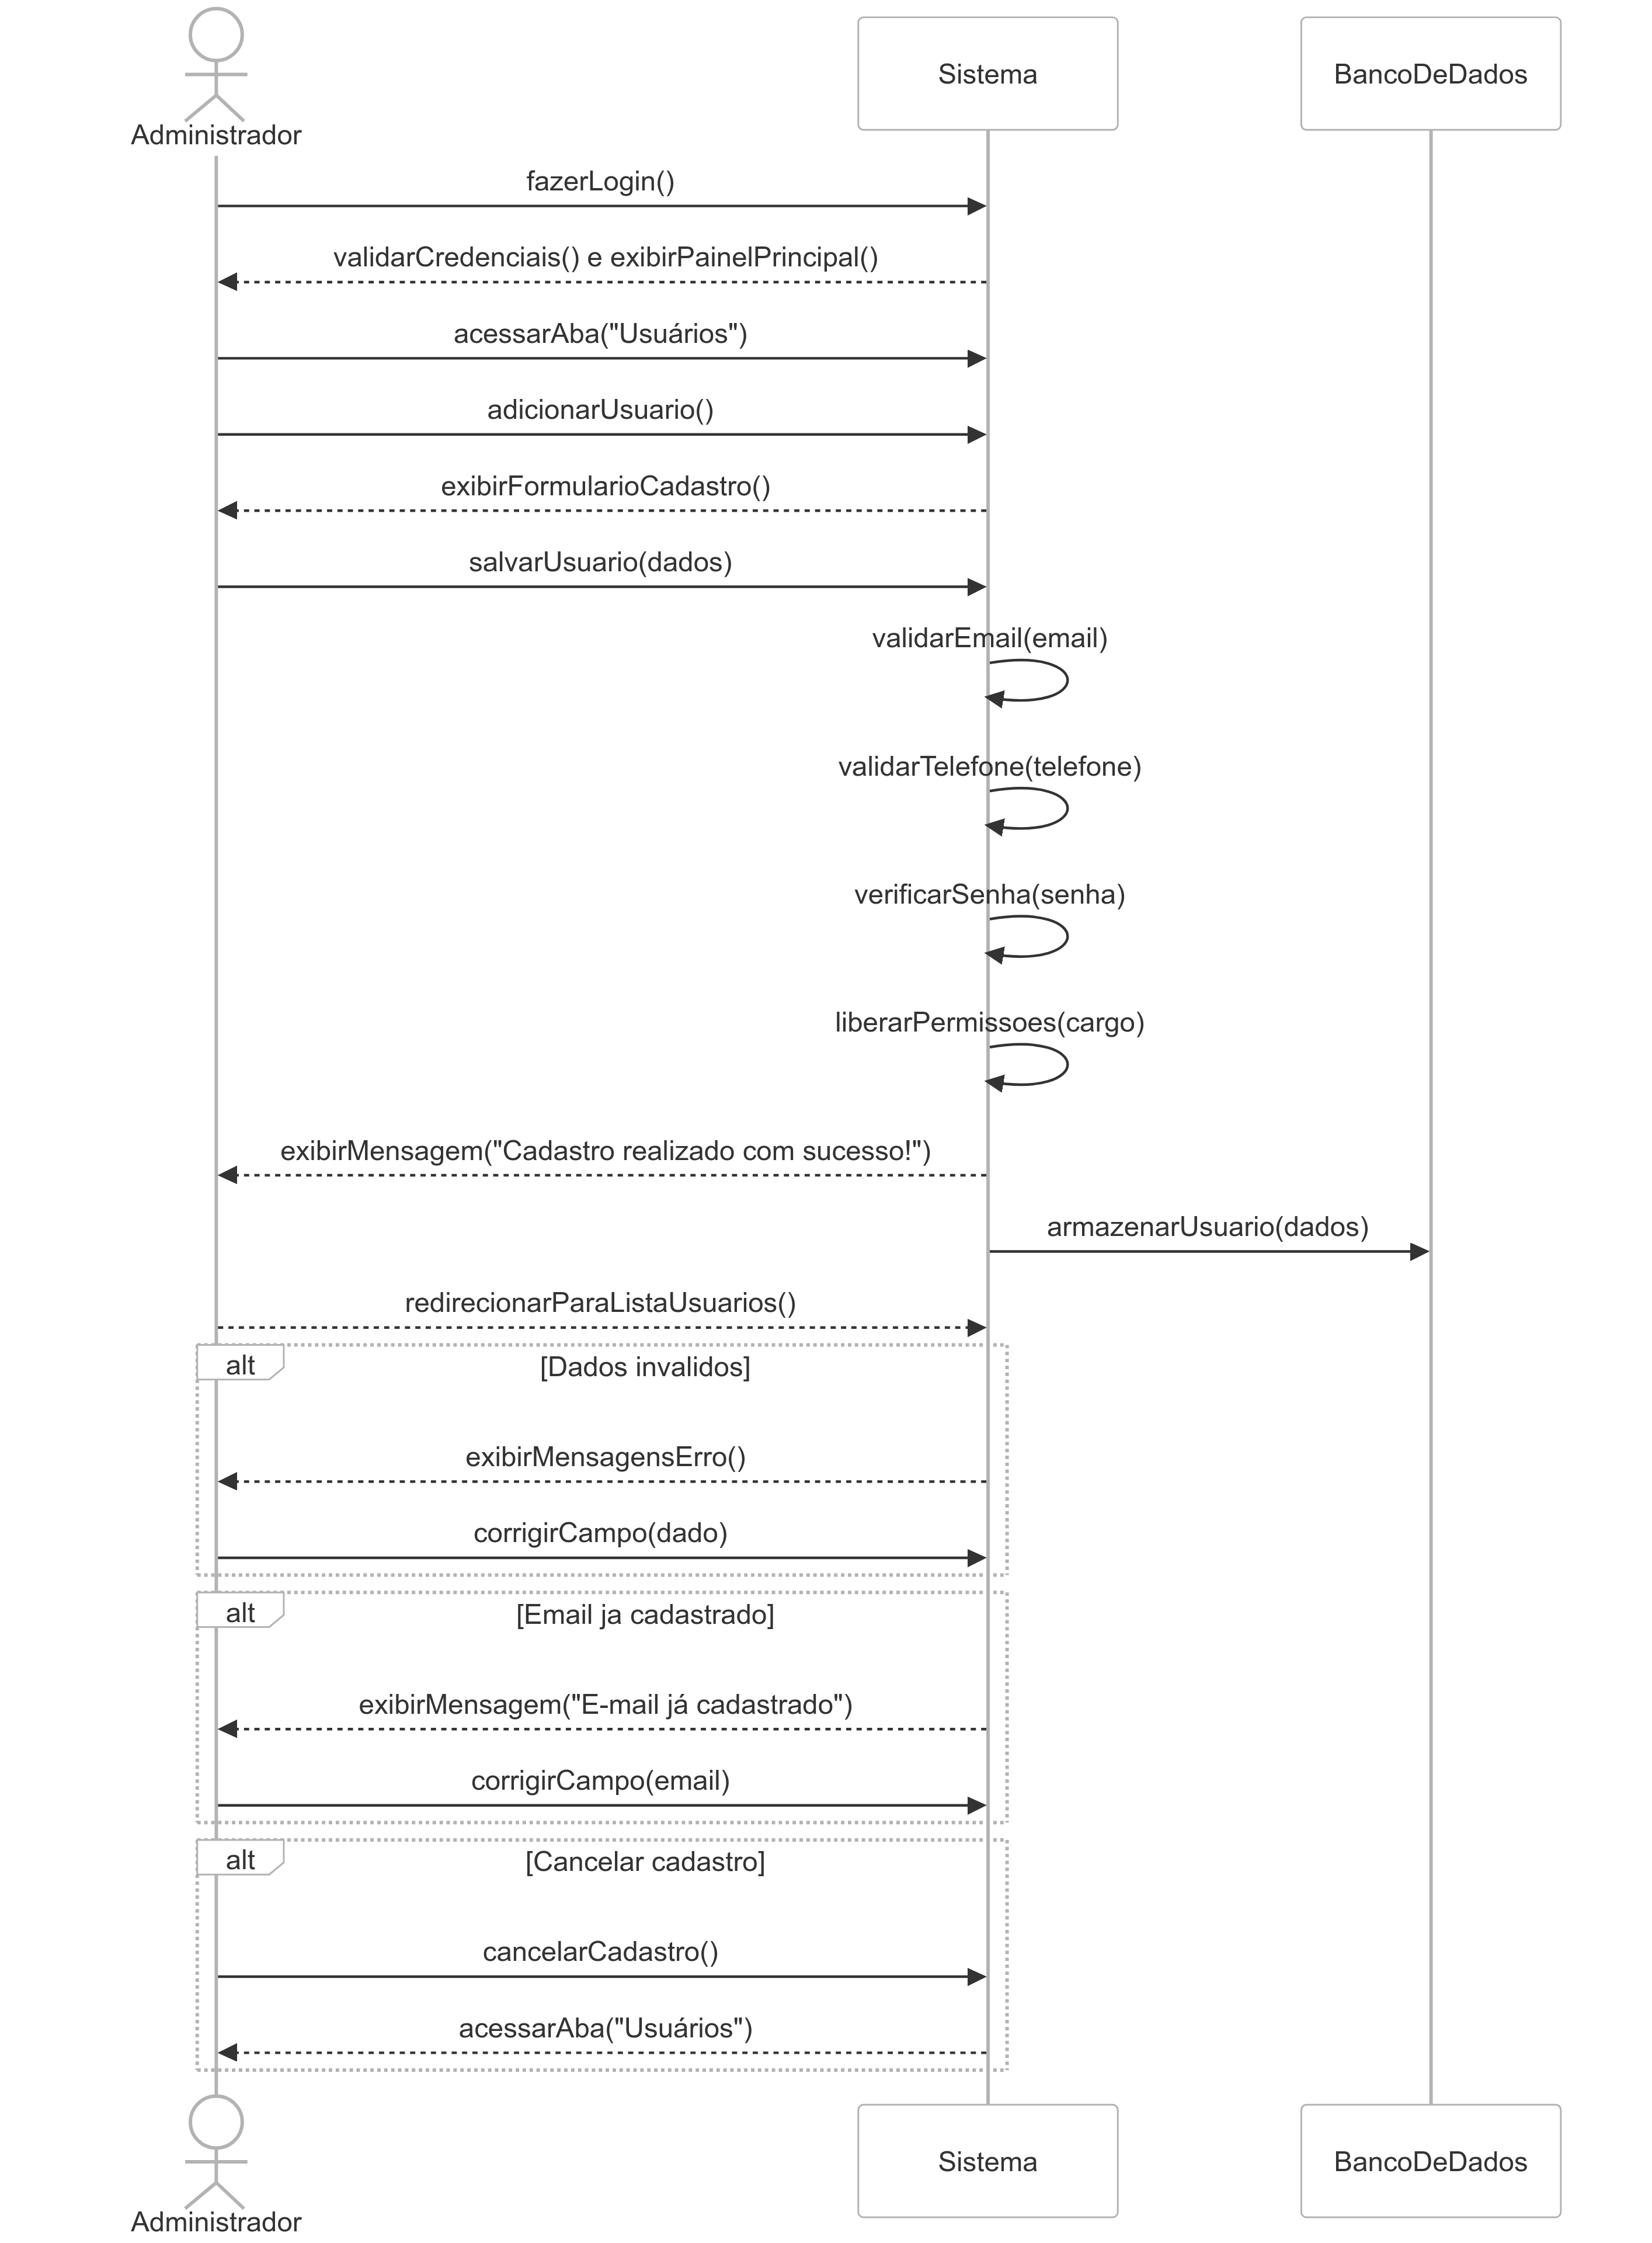 Administrador
Sistema
BancoDeDados
fazerLogin()
validarCredenciais() e exibirPainelPrincipal()
acessarAba("Usuários")
adicionarUsuario()
exibirFormularioCadastro()
salvarUsuario(dados)
validarEmail(email)
validarTelefone(telefone)
verificarSenha(senha)
liberarPermissoes(cargo)
exibirMensagem("Cadastro realizado com sucesso!")
armazenarUsuario(dados)
redirecionarParaListaUsuarios()
alt
[Dados invalidos]
exibirMensagensErro()
corrigirCampo(dado)
alt
[Email ja cadastrado]
exibirMensagem("E-mail já cadastrado")
corrigirCampo(email)
alt
[Cancelar cadastro]
cancelarCadastro()
acessarAba("Usuários")
Administrador
Sistema
BancoDeDados